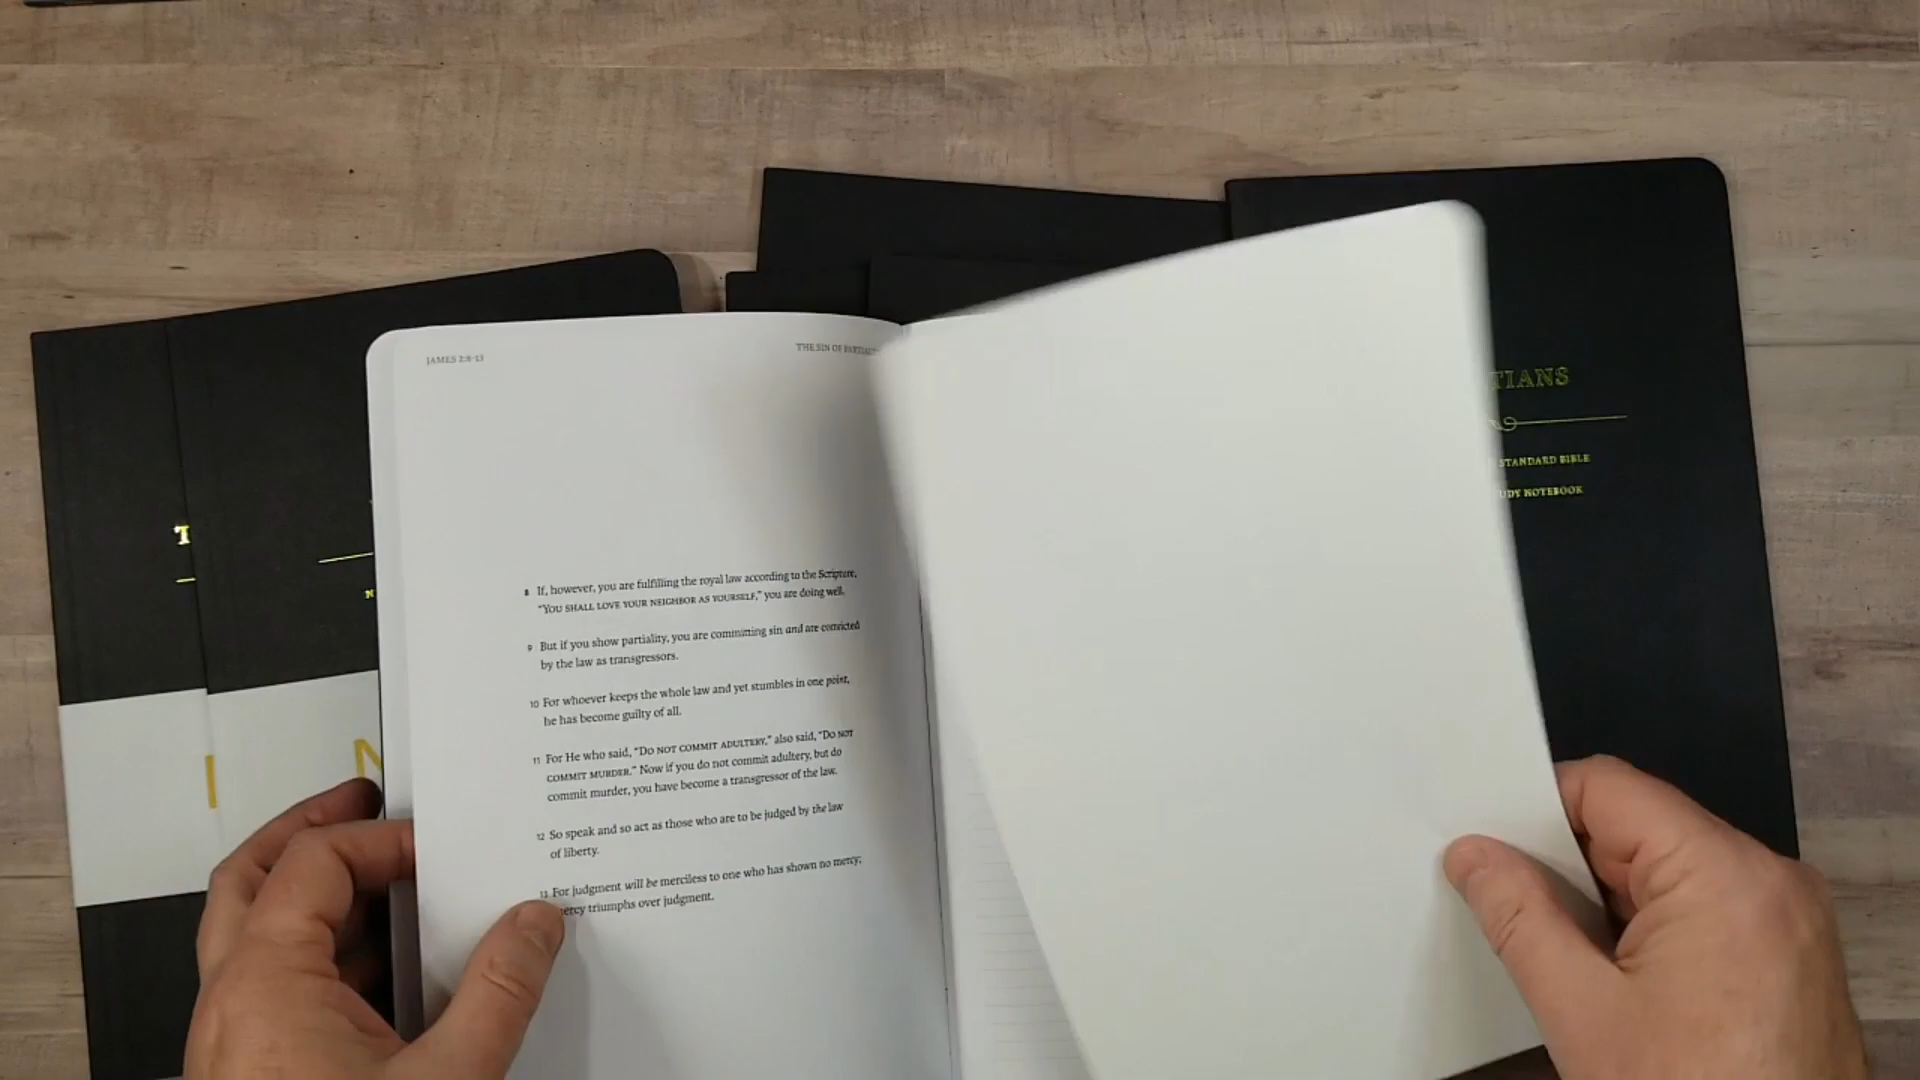 JAMES 2:8-13
THE SIN OF
8 If, however, you are fulfilling the royal law according to the Scripture,
“YOU SHALL LOVE YOUR NEIGHBOR AS YOURSELF,” you are doing well.
9 But if you show partiality, you are committing sin and are convicted
by the law as transgressors.
10 For whoever keeps the whole law and yet stumbles in one point,
he has become guilty of all.
11 For He who said, “DO NOT COMMIT ADULTERY,” also said, “DO NOT
COMMIT MURDER.” Now if you do not commit adultery, but do
commit murder, you have become a transgressor of the law.
12 So speak and so act as those who are to be judged by the law
of liberty.
13 For judgment will be merciless to one who has shown no mercy;
ercy triumphs over judgment.
TIANS
STANDARD BIBLE
UDY NOTEBOOK
T
N
N